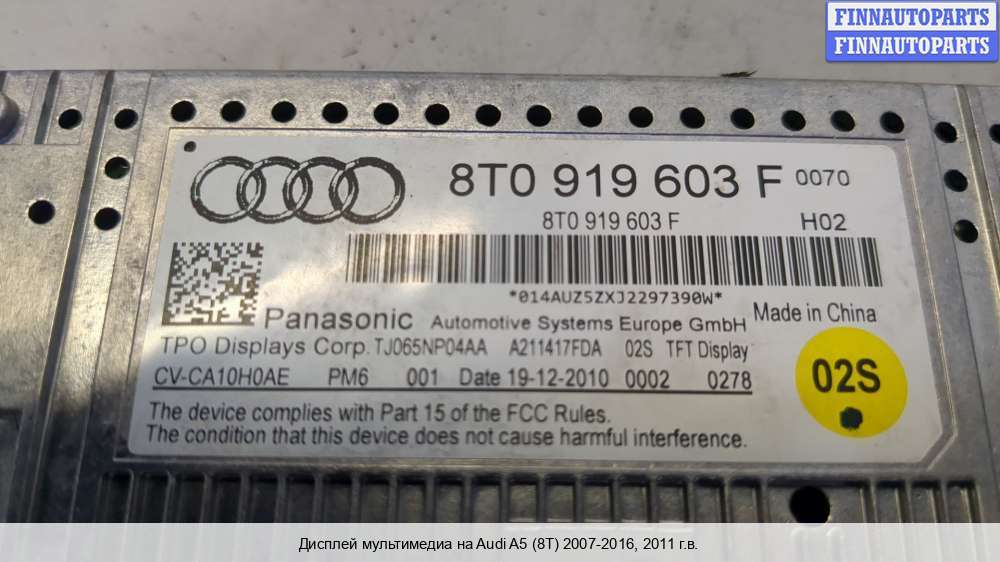 FINNAUTOPARTS
FINNAUTOPARTS
8T0 919 603 F 0070
8T0 919 603 F H02
*014AUZ5ZXJ2297390W*
Panasonic Automotive Systems Europe GmbH Made in China
TPO Displays Corp. TJ065NP04AA A211417FDA 02S TFT Display
CV-CA10H0AE PM6 001 Date 19-12-2010 0002 0278
02S
The device complies with Part 15 of the FCC Rules.
The condition that this device does not cause harmful interference.
Дисплей мультимедиа на Audi A5 (8T) 2007-2016, 2011 г.в.